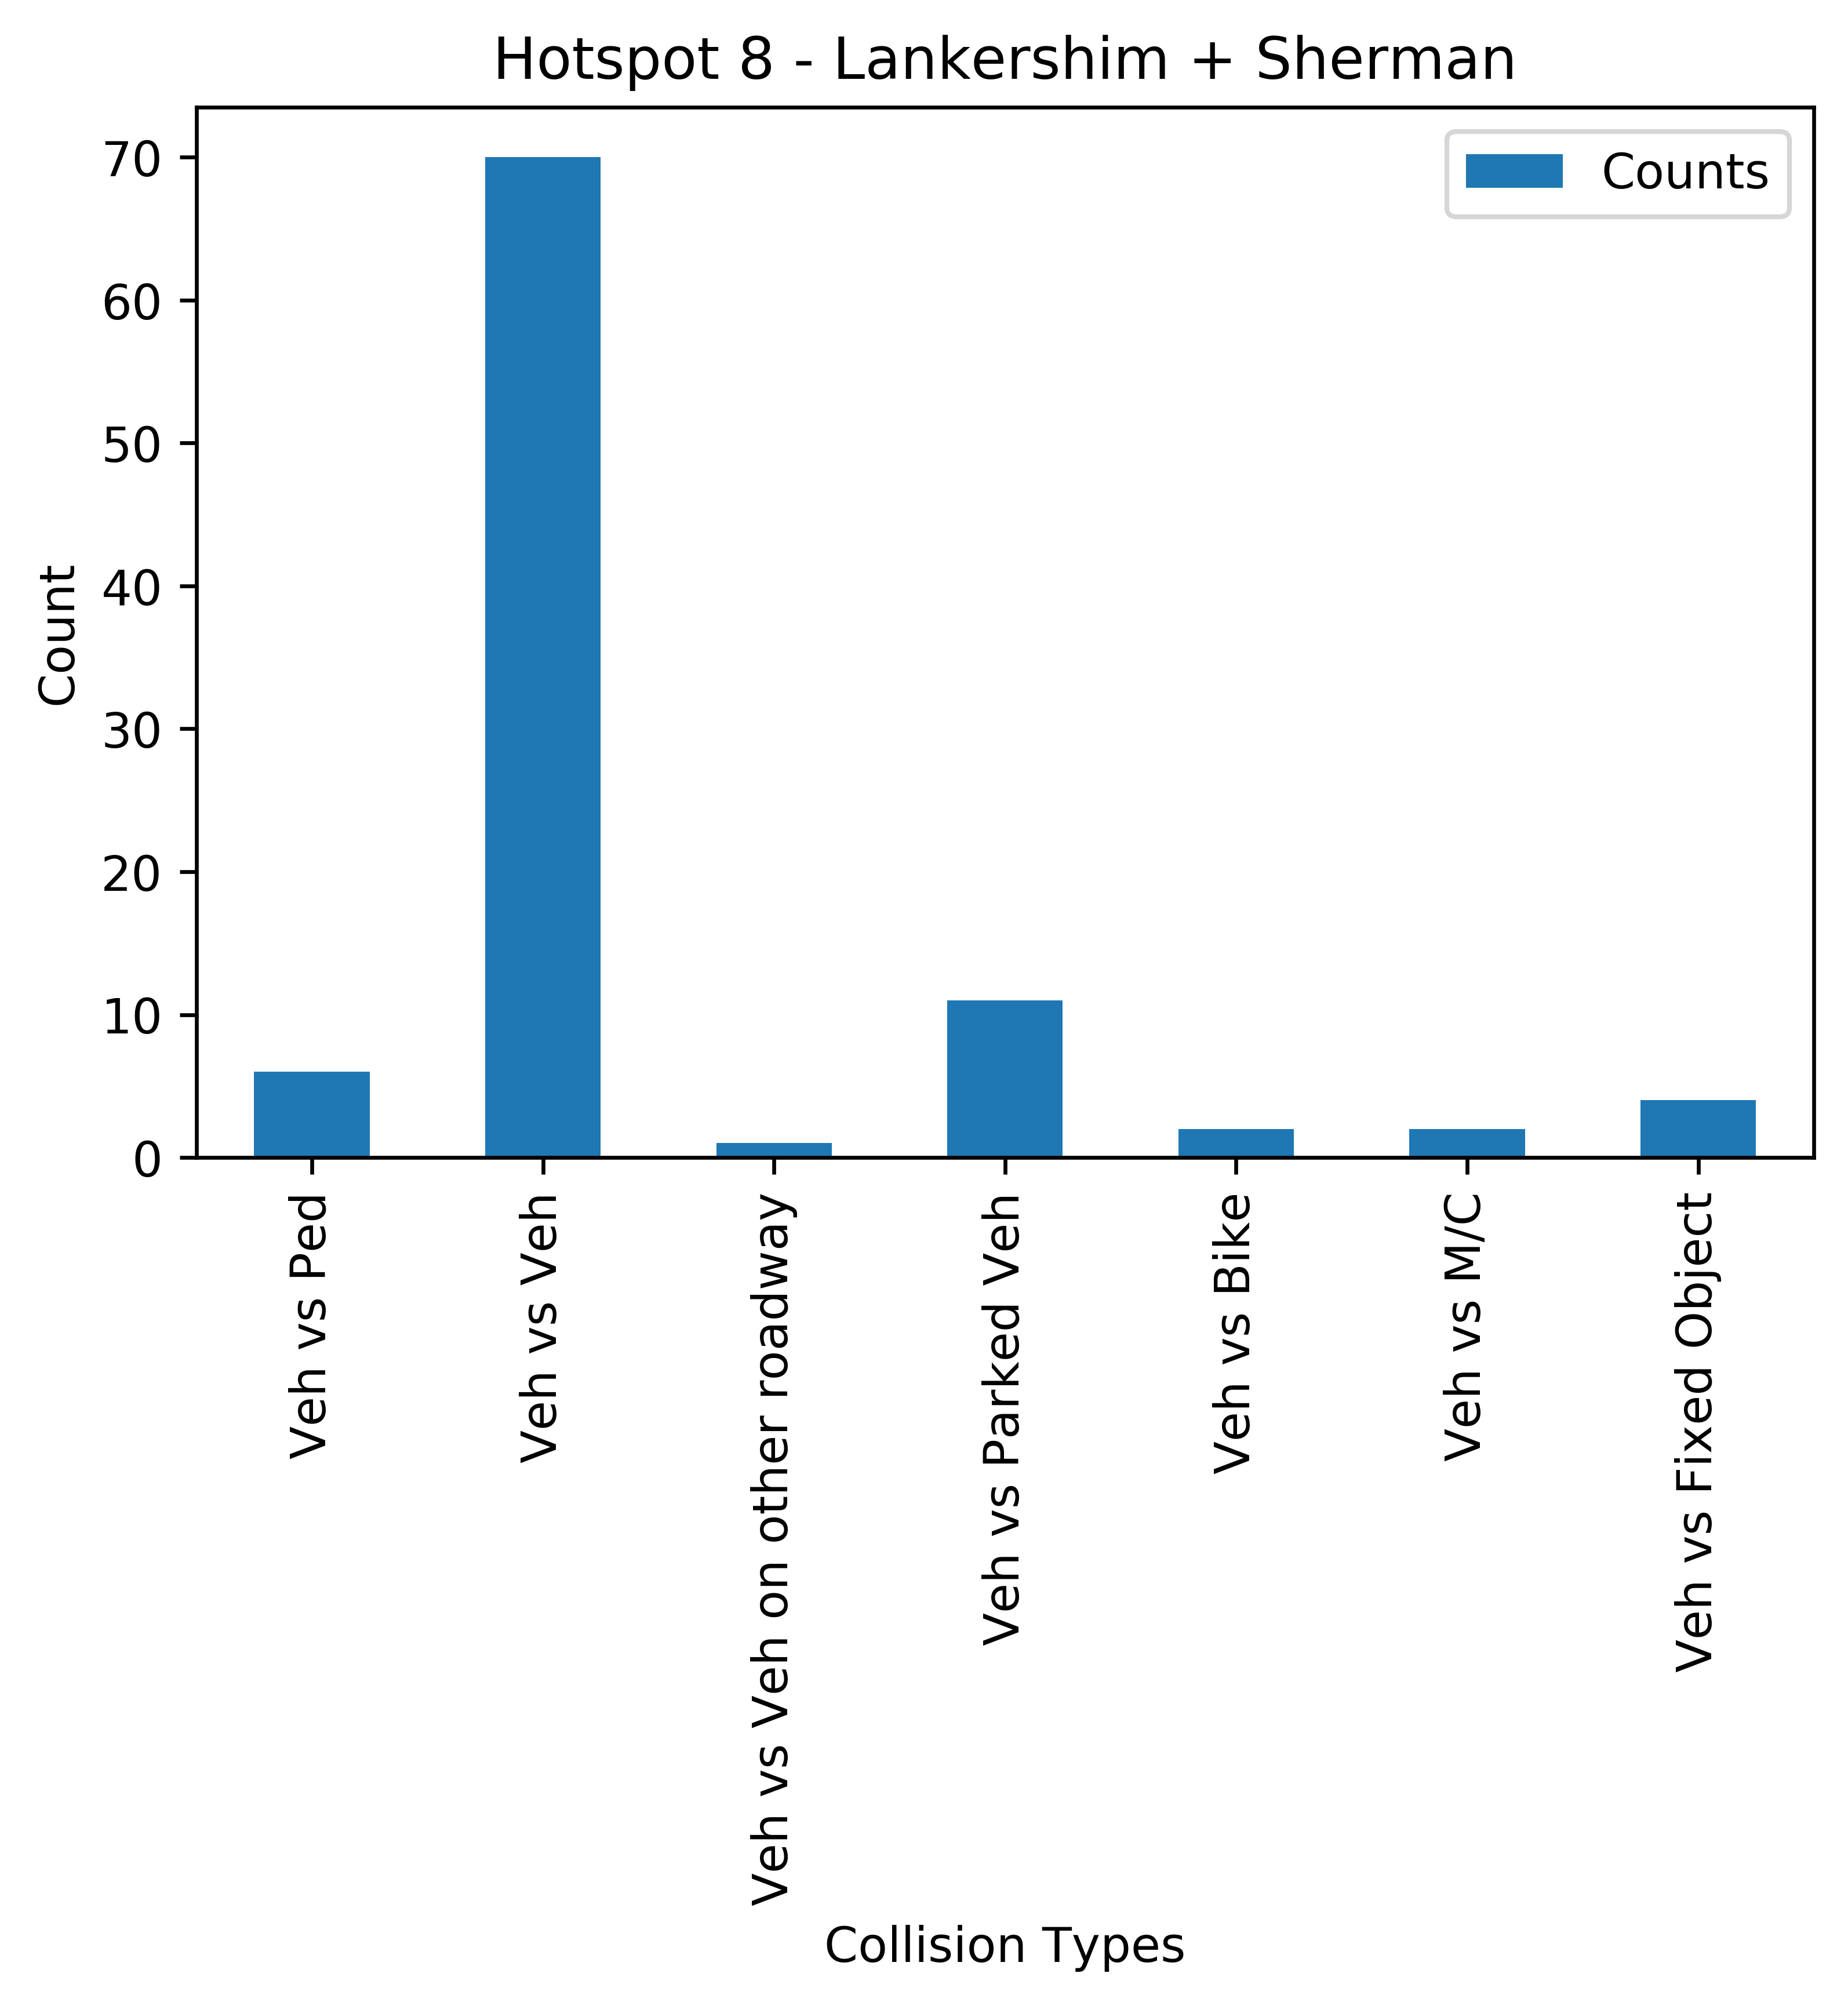 Hotspot 8 - Lankershim + Sherman
Counts
70
60
50
40
30
20
10
0
Count
Veh vs Ped
Veh vs Veh
Veh vs Veh on other roadway
Veh vs Parked Veh
Veh vs Bike
Veh vs M/C
Veh vs Fixed Object
Collision Types